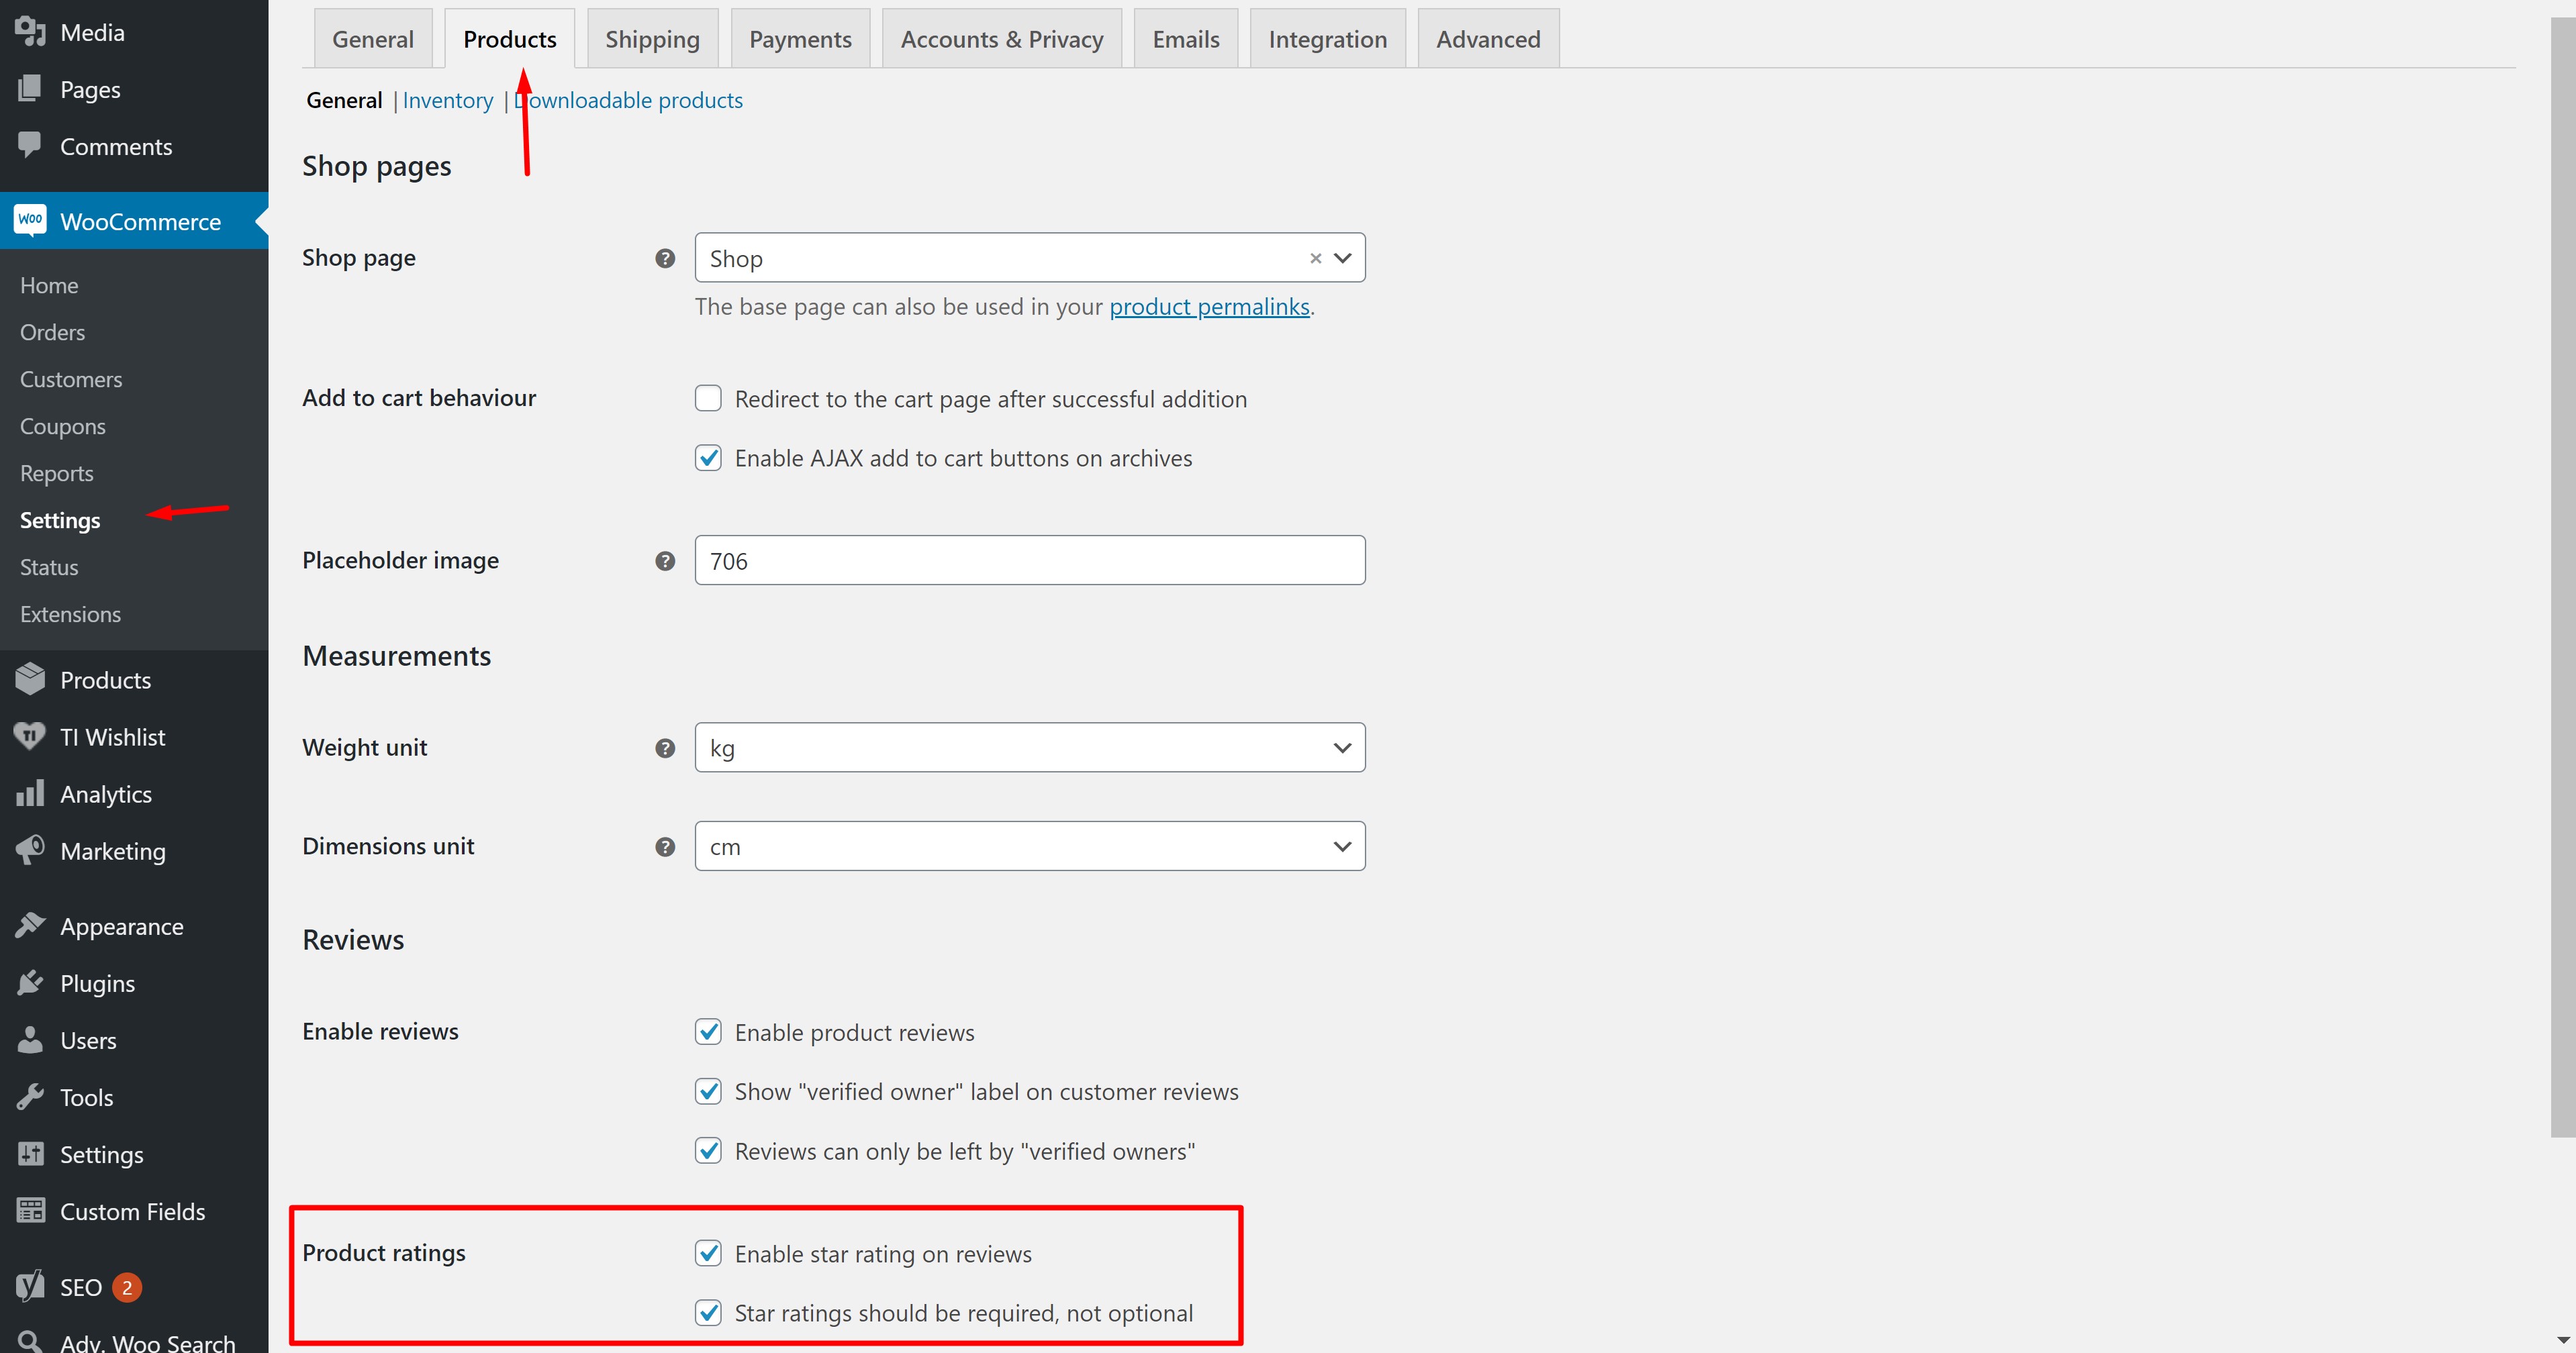 Media
Pages
Comments
WOO WooCommerce
Home
Orders
Customers
Coupons
Reports
Settings
Status
Extensions
Products
TI TI Wishlist
Analytics
Marketing
Appearance
Plugins
Users
Tools
Settings
Custom Fields
SEO 2
Adv. Woo Search
General Products Shipping Payments Accounts & Privacy Emails Integration Advanced
General | Inventory | Downloadable products
Shop pages
Shop page ? Shop ×
The base page can also be used in your product permalinks.
Add to cart behaviour Redirect to the cart page after successful addition
Enable AJAX add to cart buttons on archives
Placeholder image ? 706
Measurements
Weight unit ? kg
Dimensions unit ? cm
Reviews
Enable reviews Enable product reviews
Show "verified owner" label on customer reviews
Reviews can only be left by "verified owners"
Product ratings Enable star rating on reviews
Star ratings should be required, not optional